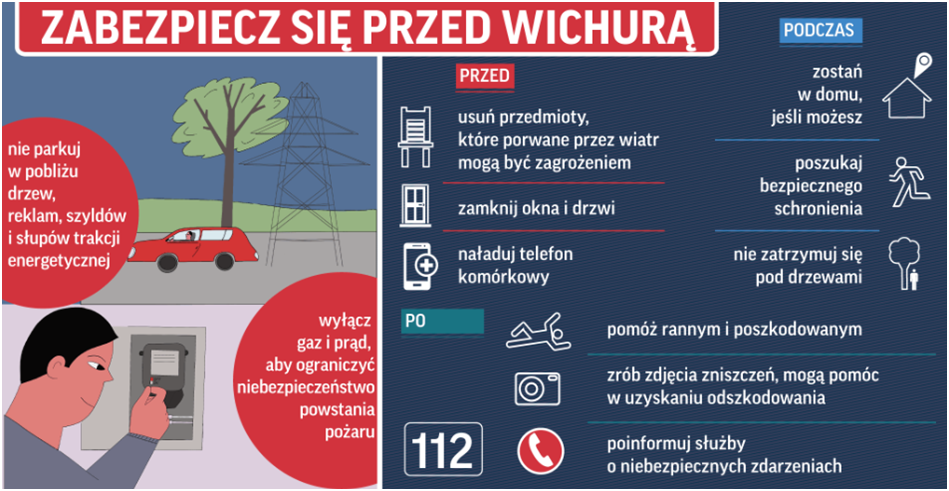 ZABEZPIECZ SIĘ PRZED WICHURĄ
nie parkuj
w pobliżu
drzew,
reklam, szyldów
i słupów trakcji
energetycznej
wyłącz
gaz i prąd,
aby ograniczyć
niebezpieczeństwo
powstania
pożaru
PRZED
usuń przedmioty,
które porwane przez wiatr
mogą być zagrożeniem
zamknij okna i drzwi
naładuj telefon
komórkowy
PODCZAS
zostań
w domu,
jeśli możesz
poszukaj
bezpiecznego
schronienia
nie zatrzymuj się
pod drzewami
PO
pomóż rannym i poszkodowanym
zrób zdjęcia zniszczeń, mogą pomóc
w uzyskaniu odszkodowania
112
poinformuj służby
o niebezpiecznych zdarzeniach